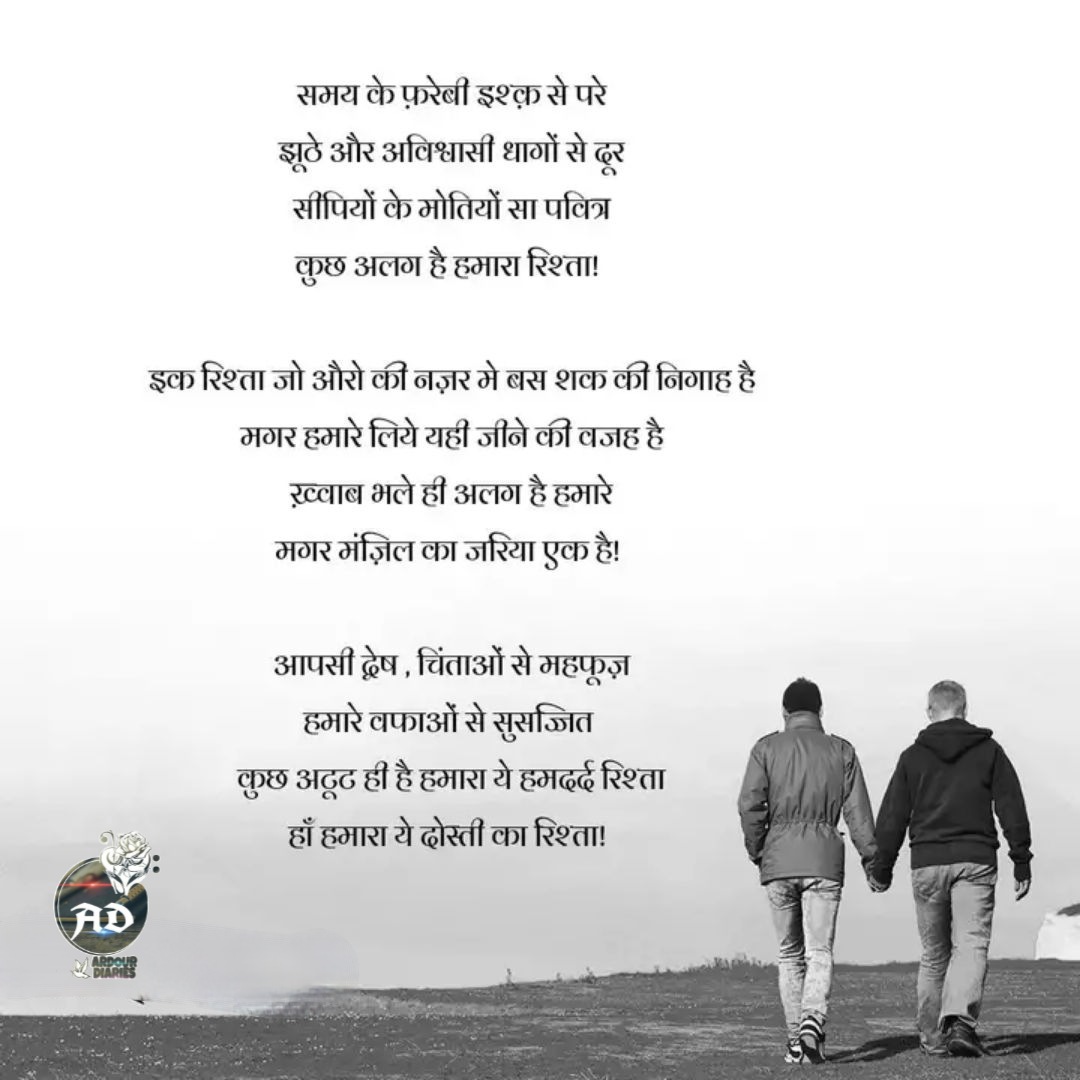 समय के फ़रेबी इश्क़ से परे
झूठे और अविश्वासी धागों से दूर
सीपियों के मोतियों सा पवित्र
कुछ अलग है हमारा रिश्ता!
इक रिश्ता जो औरो की नज़र मे बस शक की निगाह है
मगर हमारे लिये यही जीने की वजह है
ख़्वाब भले ही अलग है हमारे
मगर मंज़िल का जरिया एक है!
आपसी द्वेष , चिंताओं से महफूज़
हमारे वफाओं से सुसज्जित
कुछ अटूट ही है हमारा ये हमदर्द रिश्ता
हाँ हमारा ये दोस्ती का रिश्ता!
AD
ARDOUR
DIARIES